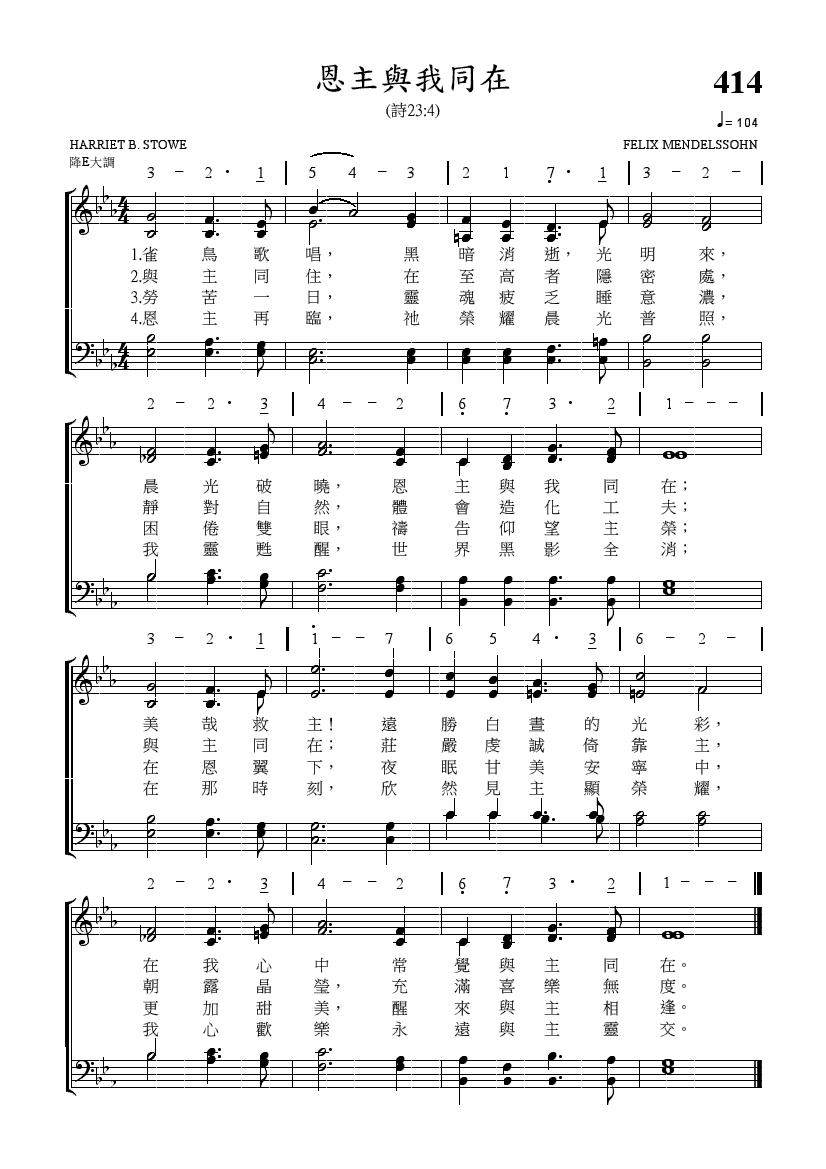 恩主與我同在
414
(詩23:4)
♩= 104
HARRIET B. STOWE
FELIX MENDELSSOHN
降E大調
3 – 2 · 1 | 5 4 – 3 | 2 1 7 · 1 | 3 – 2 – |
1.雀 鳥 歌 唱， 黑 暗 消 逝，光 明 來，
2.與 主 同 住， 在 至 高 者 隱 密 處，
3.勞 苦 一 日， 靈 魂 疲 乏 睡 意 濃，
4.恩 主 再 臨， 祂 榮 耀 晨 光 普 照，
2 – 2 · 3 | 4 – 2 | 6 7 3 · 2 | 1 – – |
晨 光 破 曉， 恩 主 與 我 同 在；
靜 對 自 然， 體 會 造 化 工 夫；
困 倦 雙 眼， 禱 告 仰 望 主 榮；
我 靈 甦 醒， 世 界 黑 影 全 消；
3 – 2 · 1 | 1 – – 7 | 6 5 4 · 3 | 6 – 2 – |
美 哉 救 主！ 遠 勝 白 晝 的 光 彩，
與 主 同 在； 莊 嚴 虔 誠 倚 靠 主，
在 恩 翼 下， 夜 眠 甘 美 安 寧 中，
在 那 時 刻， 欣 然 見 主 顯 榮 耀，
2 – 2 · 3 | 4 – 2 | 6 7 3 · 2 | 1 – –
在 我 心 中 常 覺 與 主 同 在。
朝 露 晶 瑩， 充 滿 喜 樂 無 度。
更 加 甜 美， 醒 來 與 主 相 逢。
我 心 歡 樂 永 遠 與 主 靈 交。